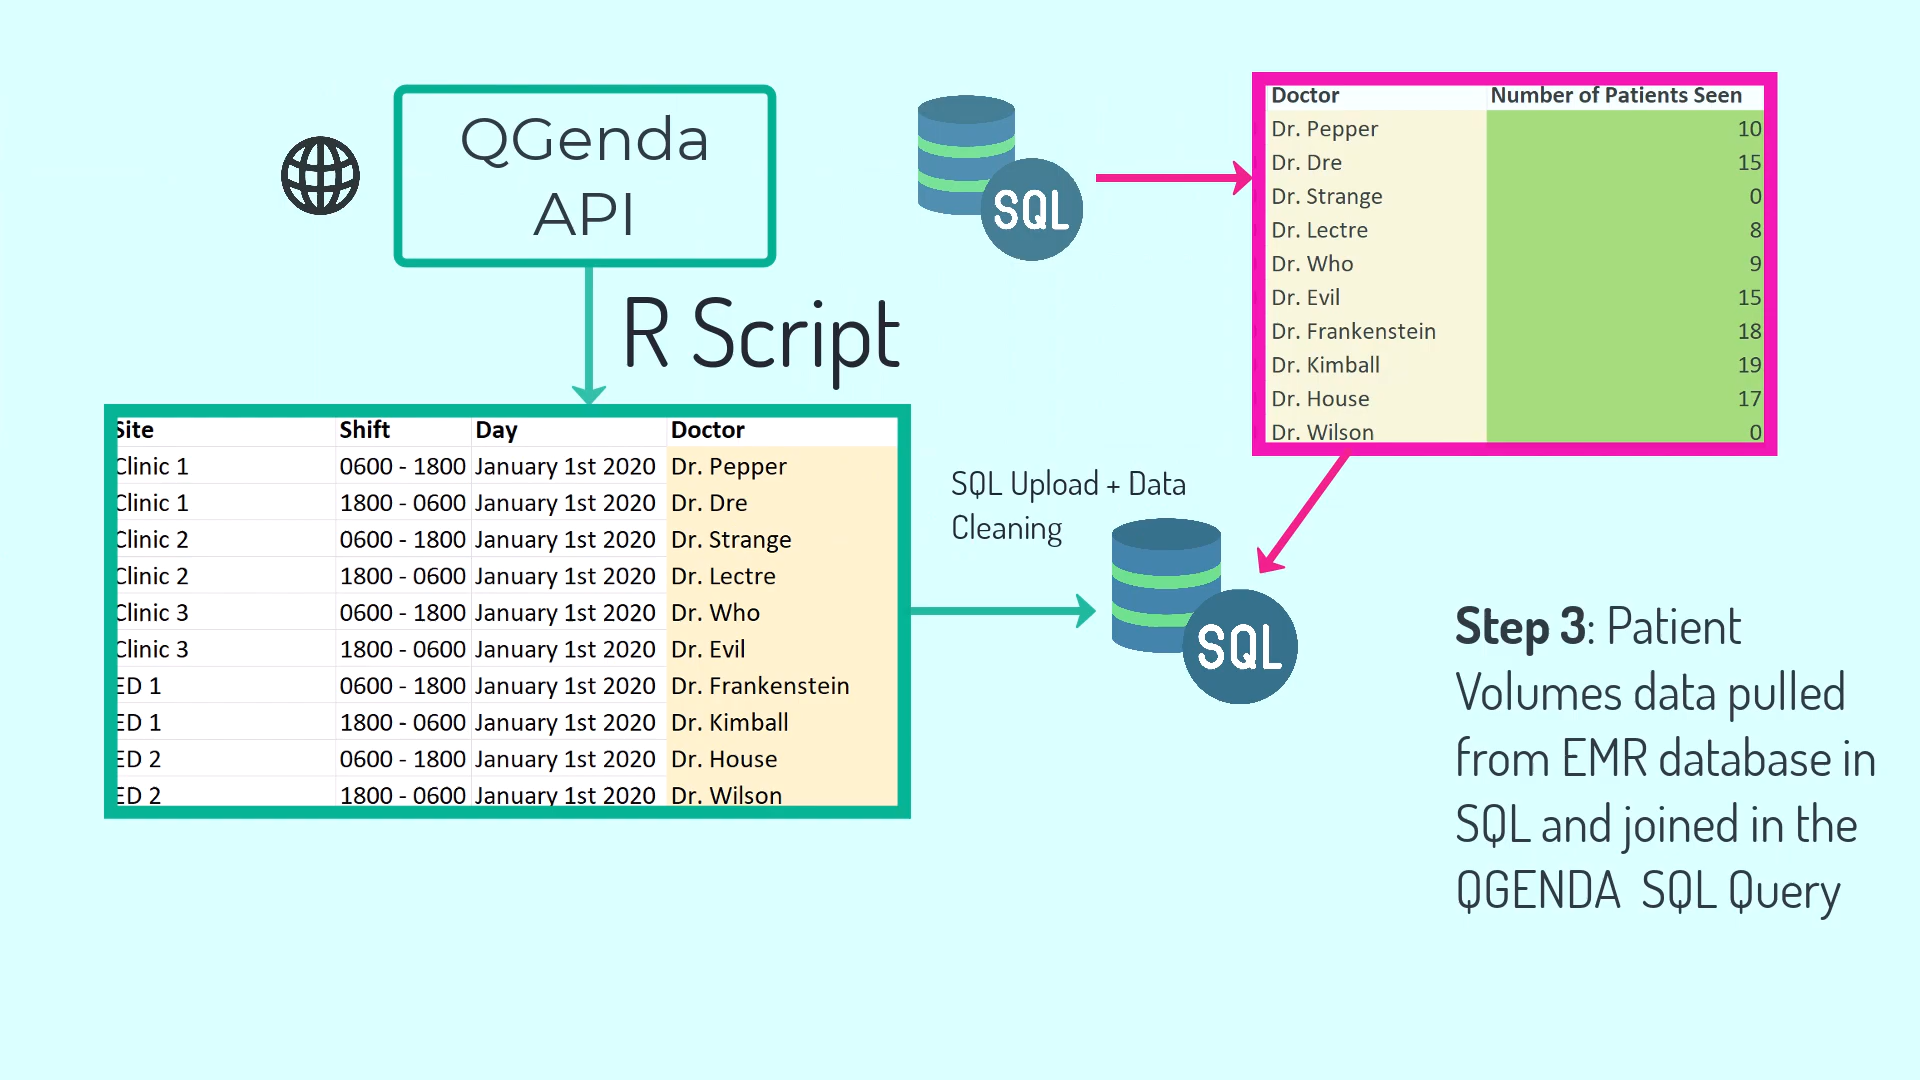 QGenda
API
R Script
Site Shift Day Doctor
Clinic 1 0600 - 1800 January 1st 2020 Dr. Pepper
Clinic 1 1800 - 0600 January 1st 2020 Dr. Dre
Clinic 2 0600 - 1800 January 1st 2020 Dr. Strange
Clinic 2 1800 - 0600 January 1st 2020 Dr. Lectre
Clinic 3 0600 - 1800 January 1st 2020 Dr. Who
Clinic 3 1800 - 0600 January 1st 2020 Dr. Evil
ED 1 0600 - 1800 January 1st 2020 Dr. Frankenstein
ED 1 1800 - 0600 January 1st 2020 Dr. Kimball
ED 2 0600 - 1800 January 1st 2020 Dr. House
ED 2 1800 - 0600 January 1st 2020 Dr. Wilson
SQL
Doctor Number of Patients Seen
Dr. Pepper 10
Dr. Dre 15
Dr. Strange 0
Dr. Lectre 8
Dr. Who 9
Dr. Evil 15
Dr. Frankenstein 18
Dr. Kimball 19
Dr. House 17
Dr. Wilson 0
SQL Upload + Data
Cleaning
SQL
Step 3: Patient
Volumes data pulled
from EMR database in
SQL and joined in the
QGENDA SQL Query